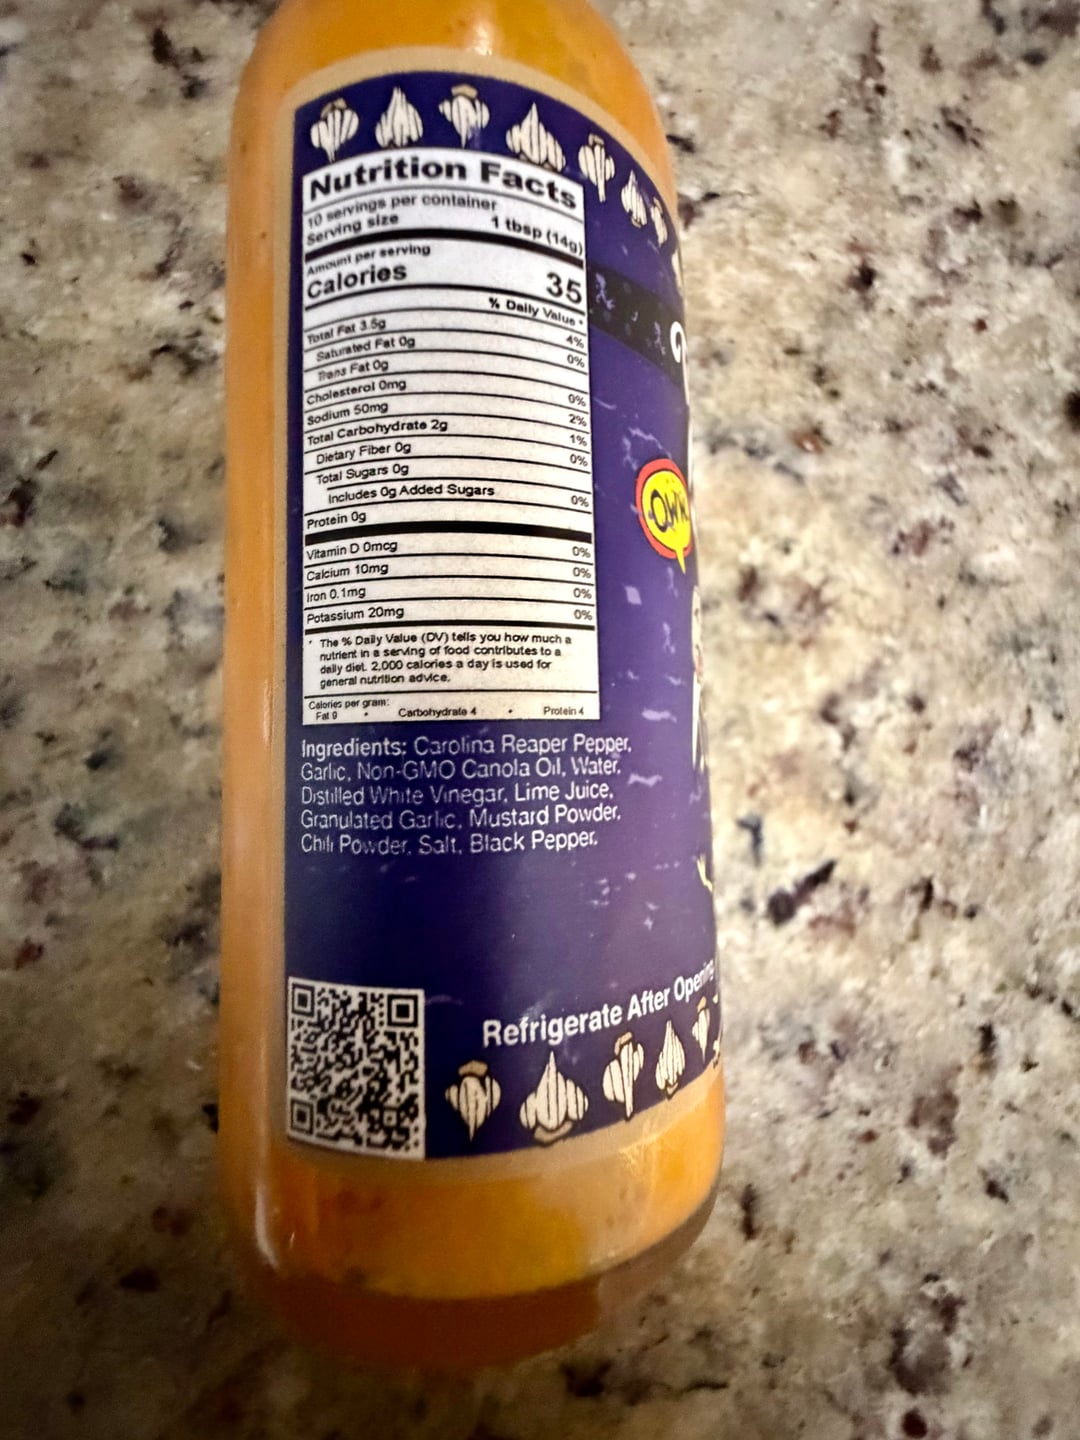 Nutrition Facts
10 servings per container
Serving size 1 tbsp (14g)
Amount per serving
Calories 35
% Daily Value *
Total Fat 3.5g 4%
Saturated Fat 0g 0%
Trans Fat 0g
Cholesterol 0mg 0%
Sodium 50mg 2%
Total Carbohydrate 2g 1%
Dietary Fiber 0g 0%
Total Sugars 0g
Includes 0g Added Sugars 0%
Protein 0g
Vitamin D 0mcg 0%
Calcium 10mg 0%
Iron 0.1mg 0%
Potassium 20mg 0%
* The % Daily Value (DV) tells you how much a
nutrient in a serving of food contributes to a
daily diet. 2,000 calories a day is used for
general nutrition advice.
Calories per gram:
Fat 9 • Carbohydrate 4 • Protein 4
Ingredients: Carolina Reaper Pepper,
Garlic, Non-GMO Canola Oil, Water,
Distilled White Vinegar, Lime Juice,
Granulated Garlic, Mustard Powder,
Chili Powder, Salt, Black Pepper.
Refrigerate After Opening